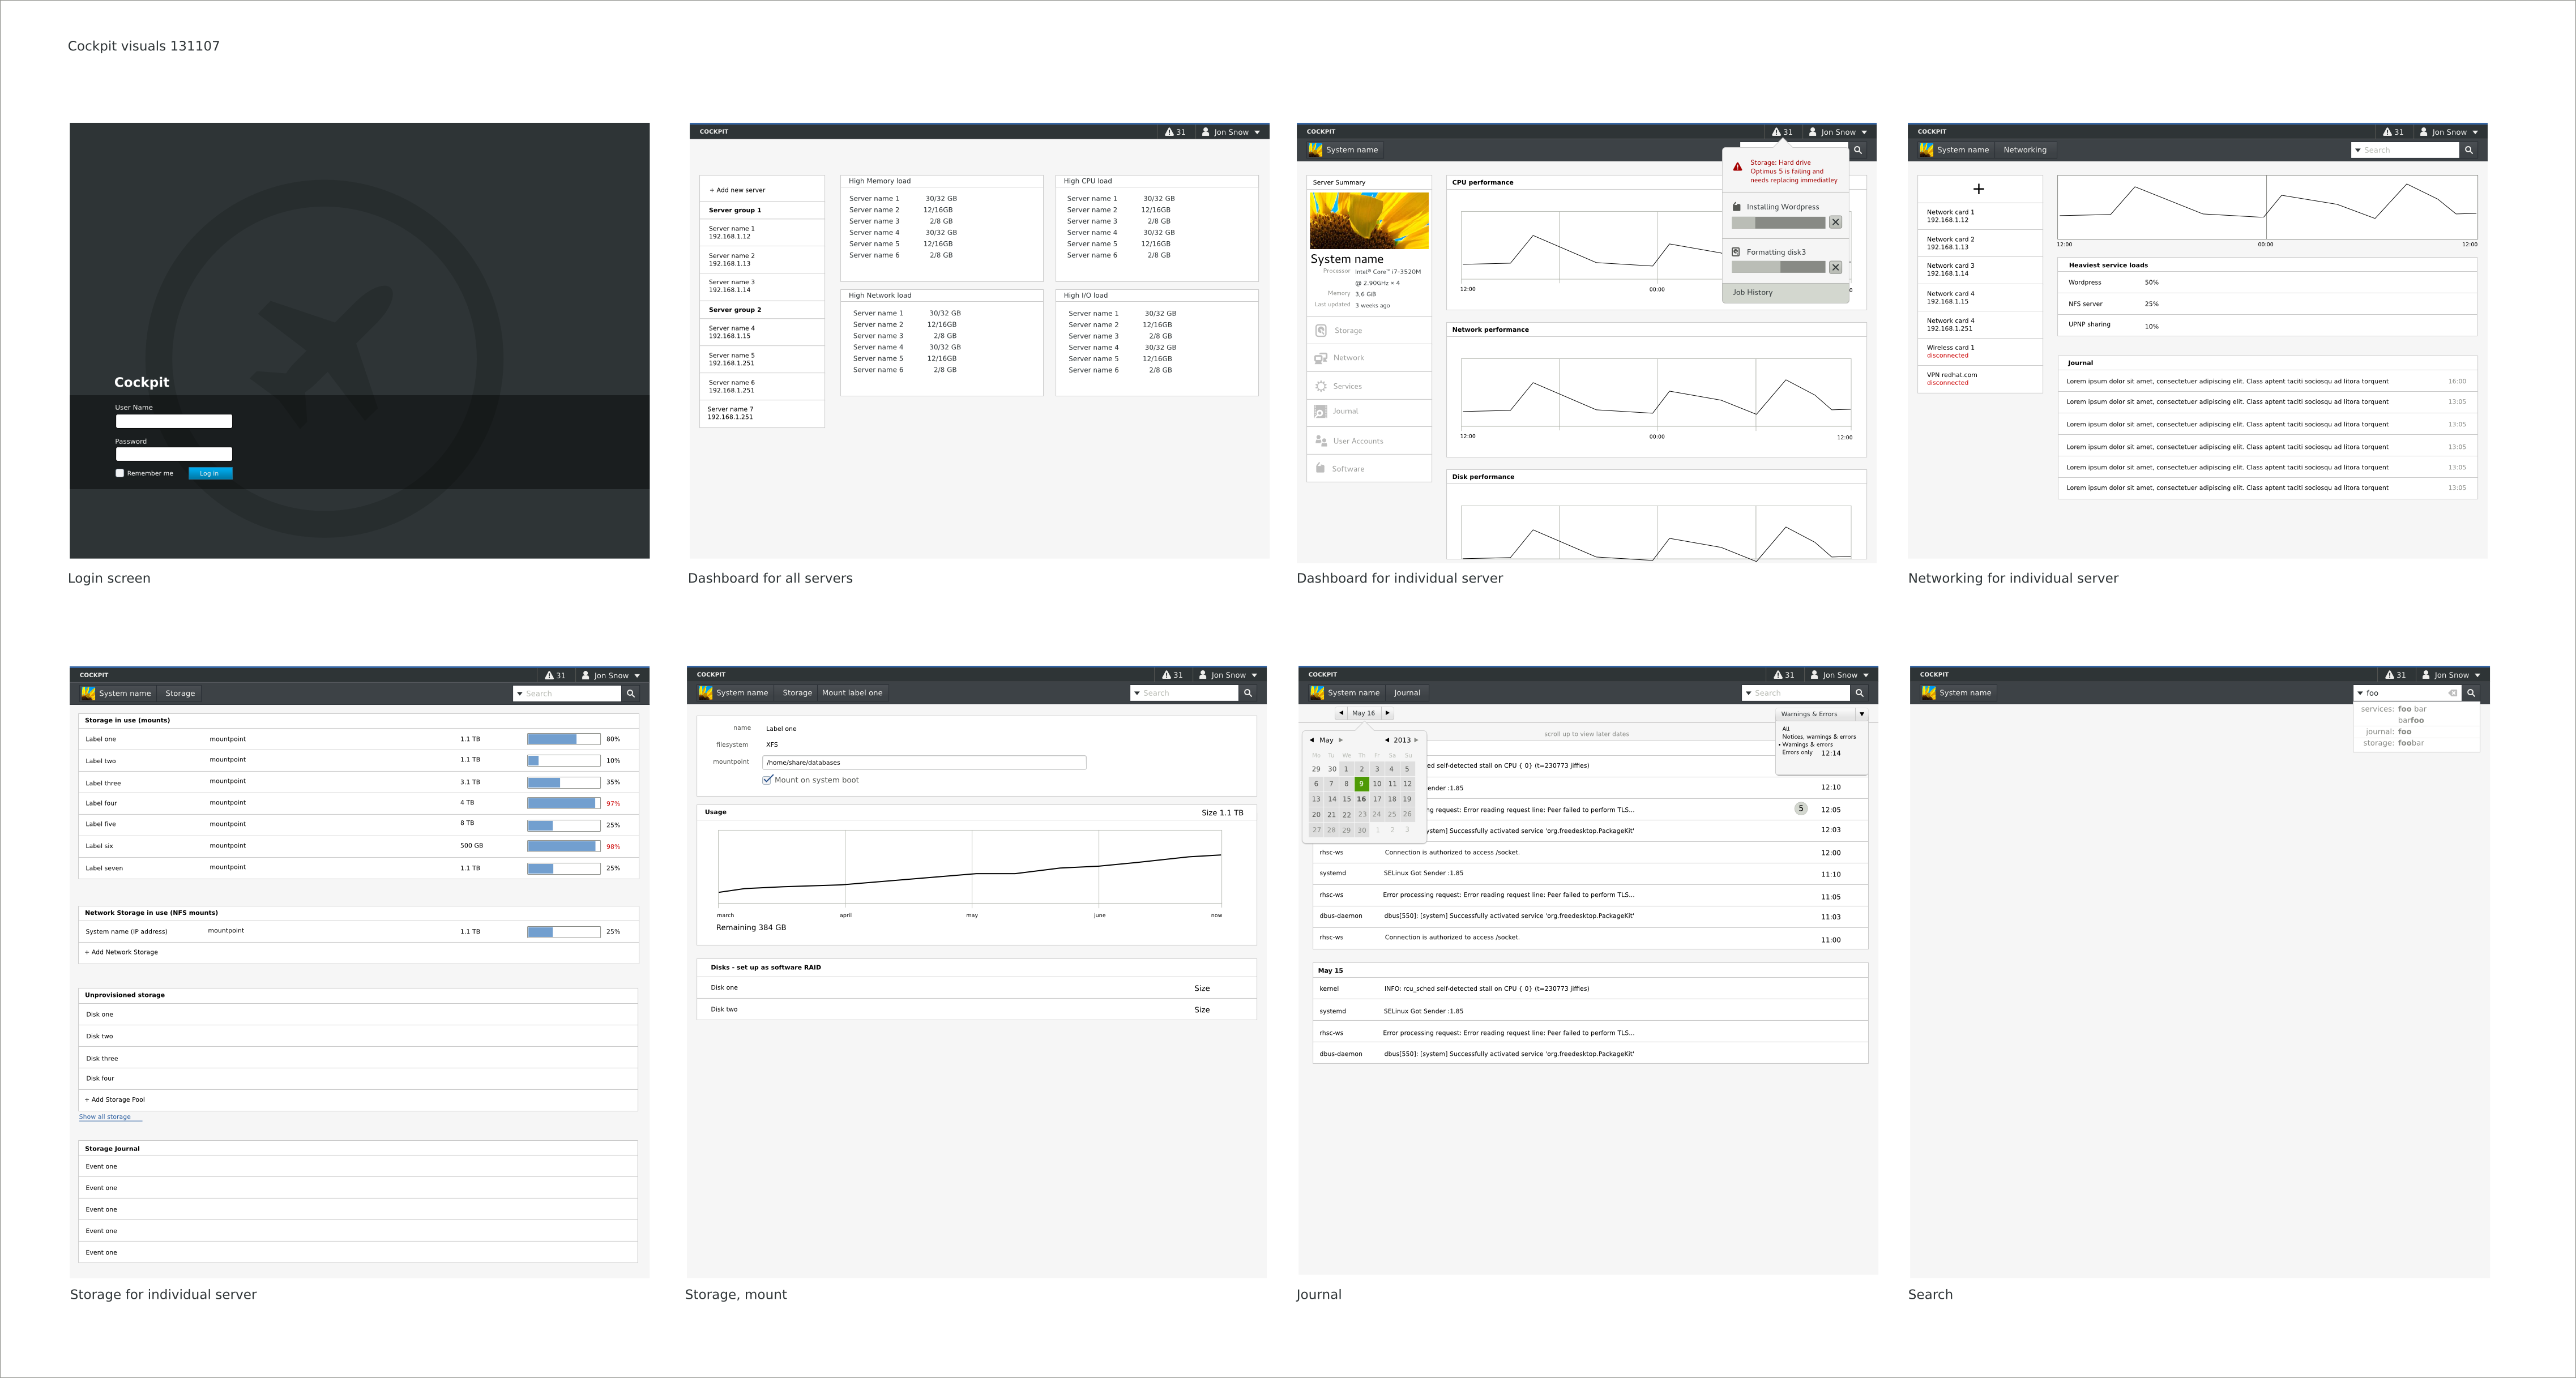 Cockpit visuals 131107
Cockpit
User Name
Password
Remember me Log in
Login screen
COCKPIT 31 Jon Snow
+ Add new server
Server group 1
Server name 1
192.168.1.12
Server name 2
192.168.1.13
Server name 3
192.168.1.14
Server group 2
Server name 4
192.168.1.15
Server name 5
192.168.1.251
Server name 6
192.168.1.251
Server name 7
192.168.1.251
High Memory load
Server name 1 30/32 GB
Server name 2 12/16GB
Server name 3 2/8 GB
Server name 4 30/32 GB
Server name 5 12/16GB
Server name 6 2/8 GB
High CPU load
Server name 1 30/32 GB
Server name 2 12/16GB
Server name 3 2/8 GB
Server name 4 30/32 GB
Server name 5 12/16GB
Server name 6 2/8 GB
High Network load
Server name 1 30/32 GB
Server name 2 12/16GB
Server name 3 2/8 GB
Server name 4 30/32 GB
Server name 5 12/16GB
Server name 6 2/8 GB
High I/O load
Server name 1 30/32 GB
Server name 2 12/16GB
Server name 3 2/8 GB
Server name 4 30/32 GB
Server name 5 12/16GB
Server name 6 2/8 GB
Dashboard for all servers
COCKPIT 31 Jon Snow
System name
Server Summary
System name
Processor Intel® Core™ i7-3520M
@ 2.90GHz × 4
Memory 3,6 GiB
Last updated 3 weeks ago
Storage
Network
Services
Journal
User Accounts
Software
CPU performance
12:00 00:00
Storage: Hard drive
Optimus 5 is failing and
needs replacing immediatley
Installing Wordpress
Formatting disk3
Job History
Network performance
12:00 00:00 12:00
Disk performance
Dashboard for individual server
COCKPIT 31 Jon Snow
System name Networking Search
+
Network card 1
192.168.1.12
Network card 2
192.168.1.13
Network card 3
192.168.1.14
Network card 4
192.168.1.15
Network card 4
192.168.1.251
Wireless card 1
disconnected
VPN redhat.com
disconnected
12:00 00:00 12:00
Heaviest service loads
Wordpress 50%
NFS server 25%
UPNP sharing 10%
Journal
Lorem ipsum dolor sit amet, consectetuer adipiscing elit. Class aptent taciti sociosqu ad litora torquent 16:00
Lorem ipsum dolor sit amet, consectetuer adipiscing elit. Class aptent taciti sociosqu ad litora torquent 13:05
Lorem ipsum dolor sit amet, consectetuer adipiscing elit. Class aptent taciti sociosqu ad litora torquent 13:05
Lorem ipsum dolor sit amet, consectetuer adipiscing elit. Class aptent taciti sociosqu ad litora torquent 13:05
Lorem ipsum dolor sit amet, consectetuer adipiscing elit. Class aptent taciti sociosqu ad litora torquent 13:05
Lorem ipsum dolor sit amet, consectetuer adipiscing elit. Class aptent taciti sociosqu ad litora torquent 13:05
Networking for individual server
COCKPIT 31 Jon Snow
System name Storage Search
Storage in use (mounts)
Label one mountpoint 1.1 TB 80%
Label two mountpoint 1.1 TB 10%
Label three mountpoint 3.1 TB 35%
Label four mountpoint 4 TB 97%
Label five mountpoint 8 TB 25%
Label six mountpoint 500 GB 98%
Label seven mountpoint 1.1 TB 25%
Network Storage in use (NFS mounts)
System name (IP address) mountpoint 1.1 TB 25%
+ Add Network Storage
Unprovisioned storage
Disk one
Disk two
Disk three
Disk four
+ Add Storage Pool
Show all storage
Storage Journal
Event one
Event one
Event one
Event one
Event one
Storage for individual server
COCKPIT 31 Jon Snow
System name Storage Mount label one Search
name Label one
filesystem XFS
mountpoint /home/share/databases
Mount on system boot
Usage Size 1.1 TB
march april may june now
Remaining 384 GB
Disks - set up as software RAID
Disk one Size
Disk two Size
Storage, mount
COCKPIT 31 Jon Snow
System name Journal Search
May 16 Warnings & Errors
All
Notices, warnings & errors
• Warnings & errors
Errors only 12:14
scroll up to view later dates
May 2013
Mo Tu We Th Fr Sa Su
29 30 1 2 3 4 5
6 7 8 9 10 11 12
13 14 15 16 17 18 19
20 21 22 23 24 25 26
27 28 29 30 1 2 3
ed self-detected stall on CPU { 0} (t=230773 jiffies)
ender :1.85 12:10
ng request: Error reading request line: Peer failed to perform TLS... 5 12:05
ystem] Successfully activated service 'org.freedesktop.PackageKit' 12:03
rhsc-ws Connection is authorized to access /socket. 12:00
systemd SELinux Got Sender :1.85 11:10
rhsc-ws Error processing request: Error reading request line: Peer failed to perform TLS... 11:05
dbus-daemon dbus[550]: [system] Successfully activated service 'org.freedesktop.PackageKit' 11:03
rhsc-ws Connection is authorized to access /socket. 11:00
May 15
kernel INFO: rcu_sched self-detected stall on CPU { 0} (t=230773 jiffies)
systemd SELinux Got Sender :1.85
rhsc-ws Error processing request: Error reading request line: Peer failed to perform TLS...
dbus-daemon dbus[550]: [system] Successfully activated service 'org.freedesktop.PackageKit'
Journal
COCKPIT 31 Jon Snow
System name foo
services: foo bar
barfoo
journal: foo
storage: foobar
Search